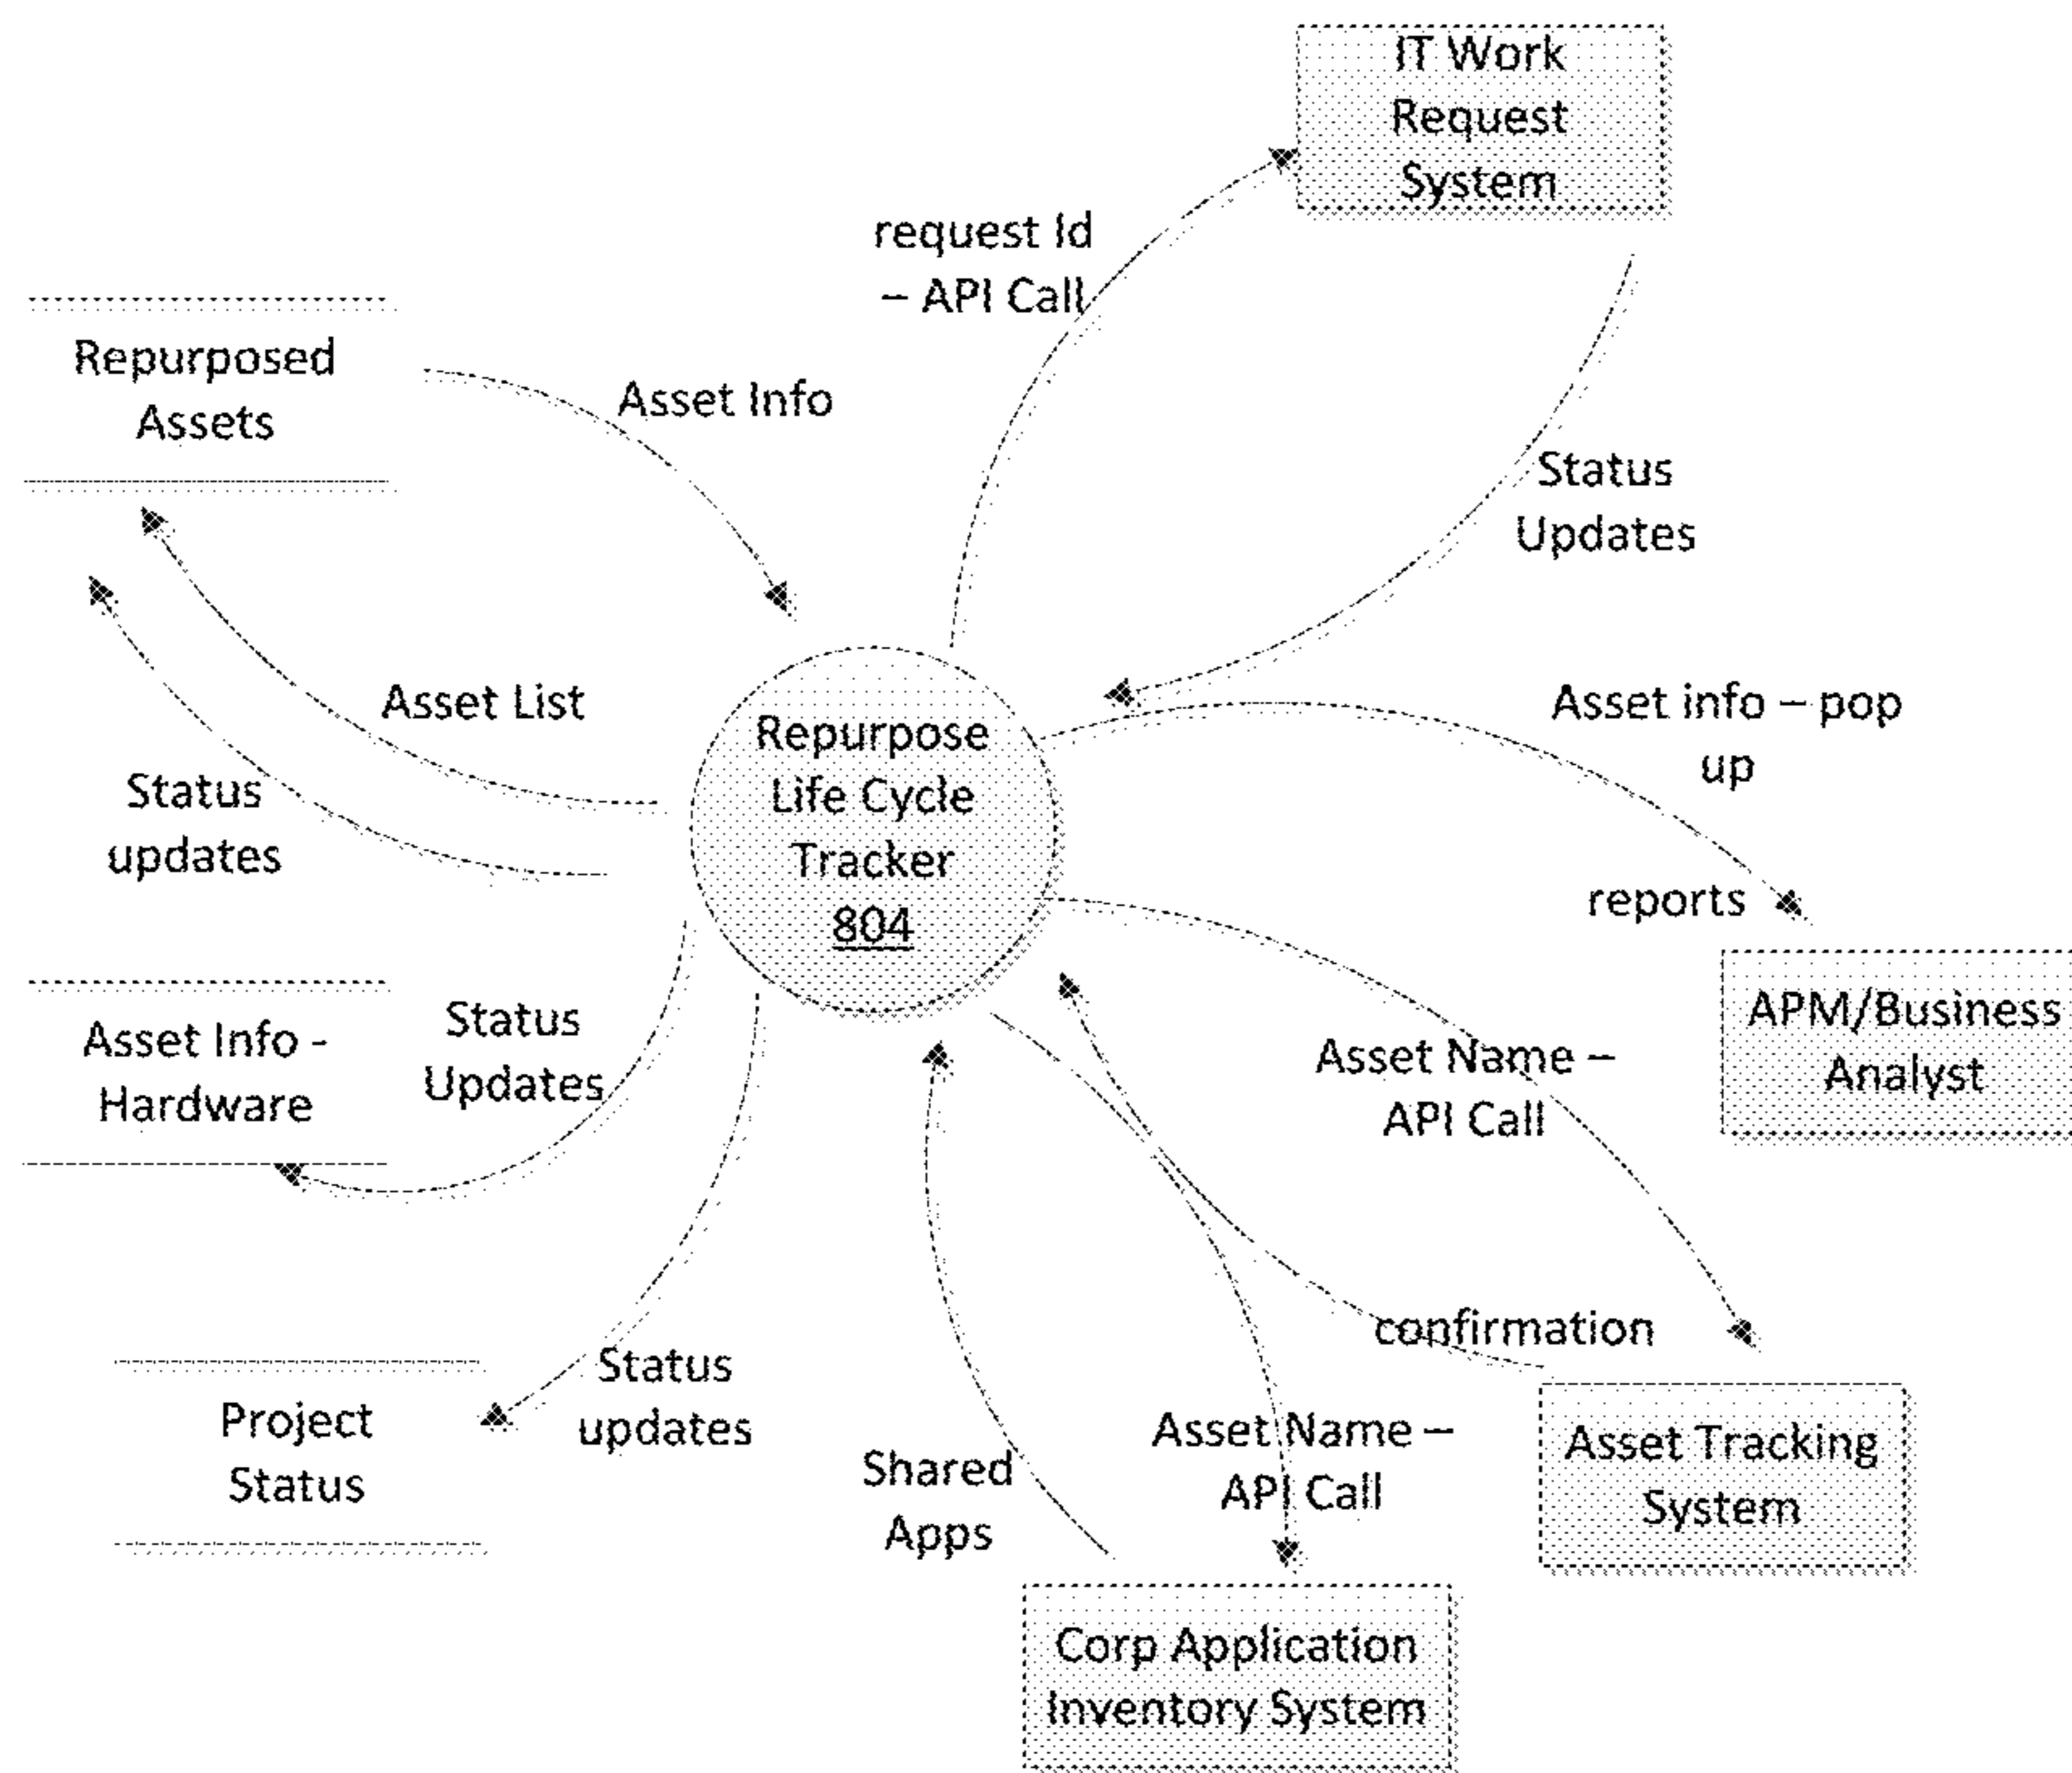 IT Work
Request
System
request Id
– API Call
Repurposed
Assets
Asset Info
Status
Updates
Asset List
Asset info – pop
up
Repurpose
Life Cycle
Tracker
804
Status
updates
reports
APM/Business
Analyst
Asset Info -
Hardware
Status
Updates
Asset Name –
API Call
confirmation
Project
Status
Status
updates
Shared
Apps
Asset Name –
API Call
Asset Tracking
System
Corp Application
Inventory System